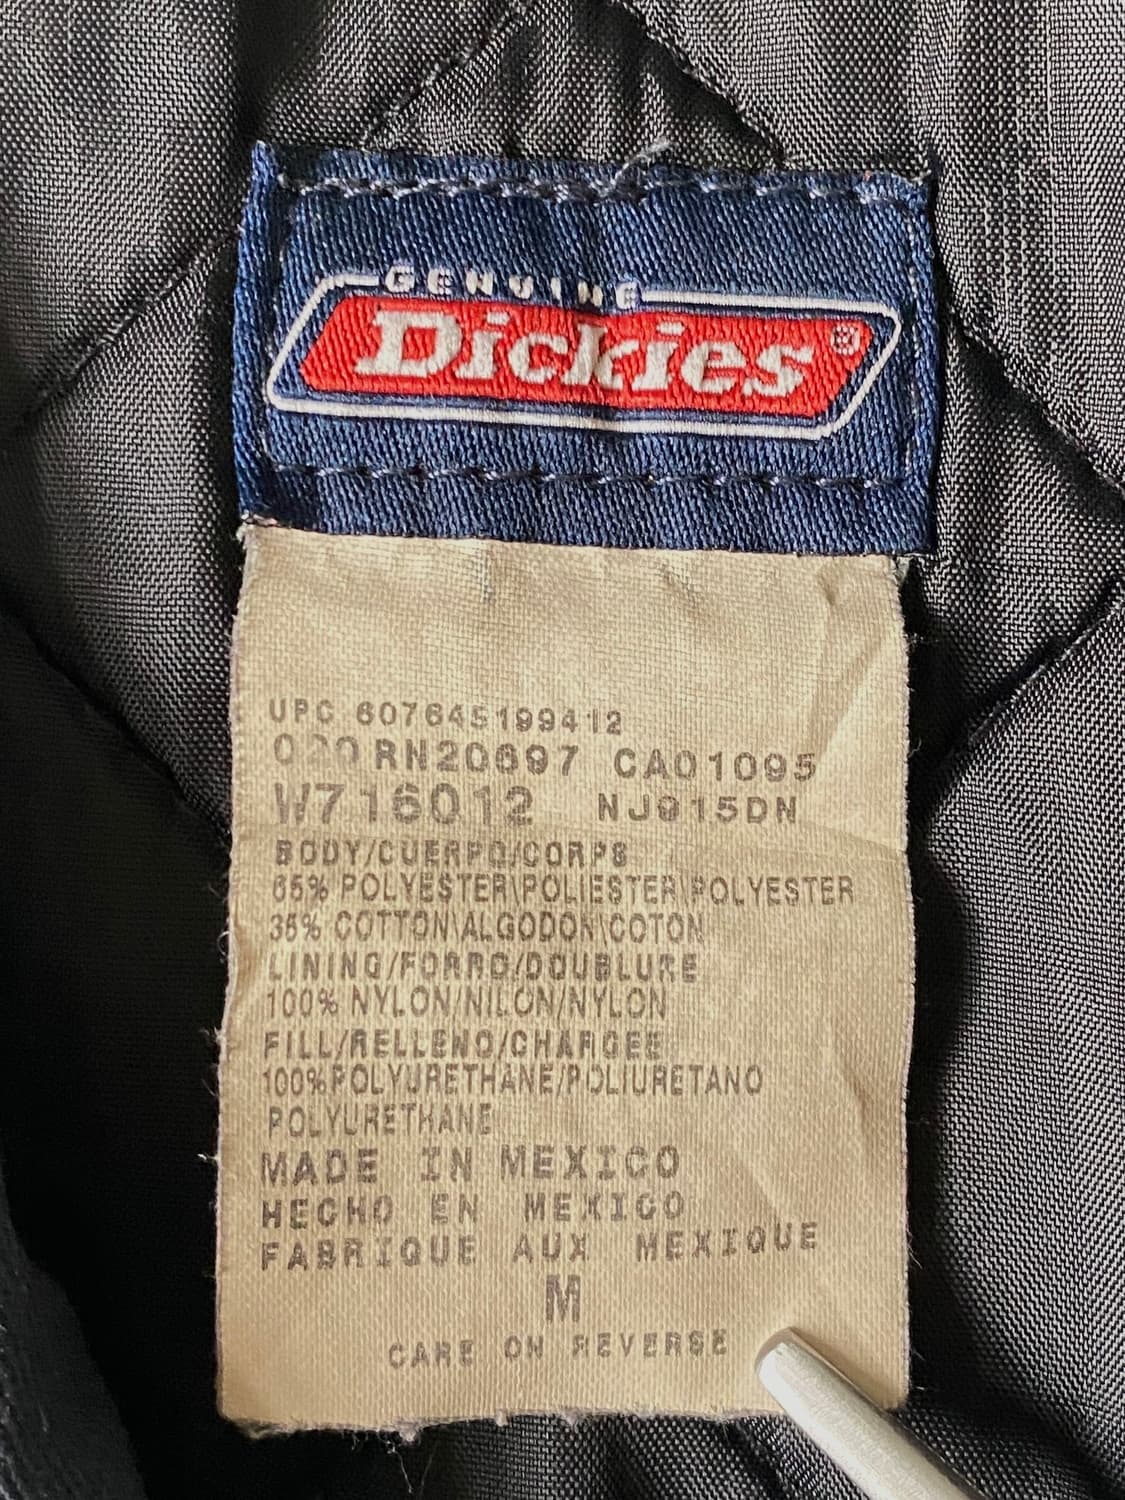 GENUINE
Dickies®
UPC 607645199412
020 RN20697 CA01095
W716012 NJ915DN
BODY/CUERPO/CORPS
65% POLYESTER\POLIESTER\POLYESTER
35% COTTON\ALGODON\COTON
LINING/FORRO/DOUBLURE
100% NYLON/NILON/NYLON
FILL/RELLENO/CHARGEE
100%POLYURETHANE/POLIURETANO
POLYURETHANE
MADE IN MEXICO
HECHO EN MEXICO
FABRIQUE AUX MEXIQUE
M
CARE ON REVERSE